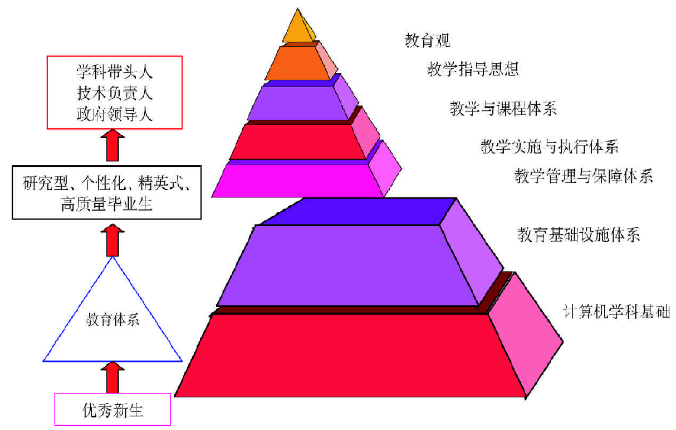 学科带头人
技术负责人
政府领导人
研究型、个性化、精英式、
高质量毕业生
教育体系
优秀新生
教育观
教学指导思想
教学与课程体系
教学实施与执行体系
教学管理与保障体系
教育基础设施体系
计算机学科基础